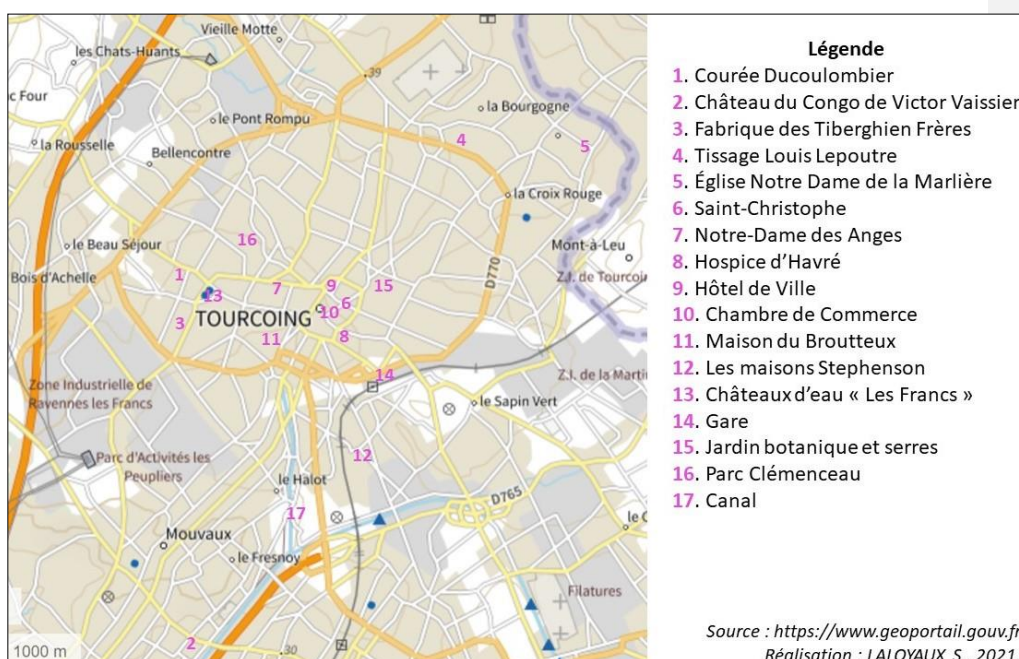 Vieille Motte
les Chats-Huants
39
c Four
la Bourgogne
le Pont Rompu
4
5
la Rousselle
Bellencontre
la Croix Rouge
16
le Beau Séjour
Mont-à-Leu
Bois d'Achelle
1
7
9
15
D770
Z.I. de Tourcoin
13
6
10
3
TOURCOING
11
8
Zone Industrielle de
Ravennes les Francs
14
Z.I. de la Marti
le Sapin Vert
Parc d'Activités les
Peupliers
12
le Halot
D765
17
le C
Mouvaux
le Fresnoy
Filatures
2
30
1000 m
Légende
1. Courée Ducoulombier
2. Château du Congo de Victor Vaissier
3. Fabrique des Tiberghien Frères
4. Tissage Louis Lepoutre
5. Église Notre Dame de la Marlière
6. Saint-Christophe
7. Notre-Dame des Anges
8. Hospice d'Havré
9. Hôtel de Ville
10. Chambre de Commerce
11. Maison du Broutteux
12. Les maisons Stephenson
13. Châteaux d'eau « Les Francs »
14. Gare
15. Jardin botanique et serres
16. Parc Clémenceau
17. Canal
Source : https://www.geoportail.gouv.fr
Réalisation : LALOYAUX S., 2021